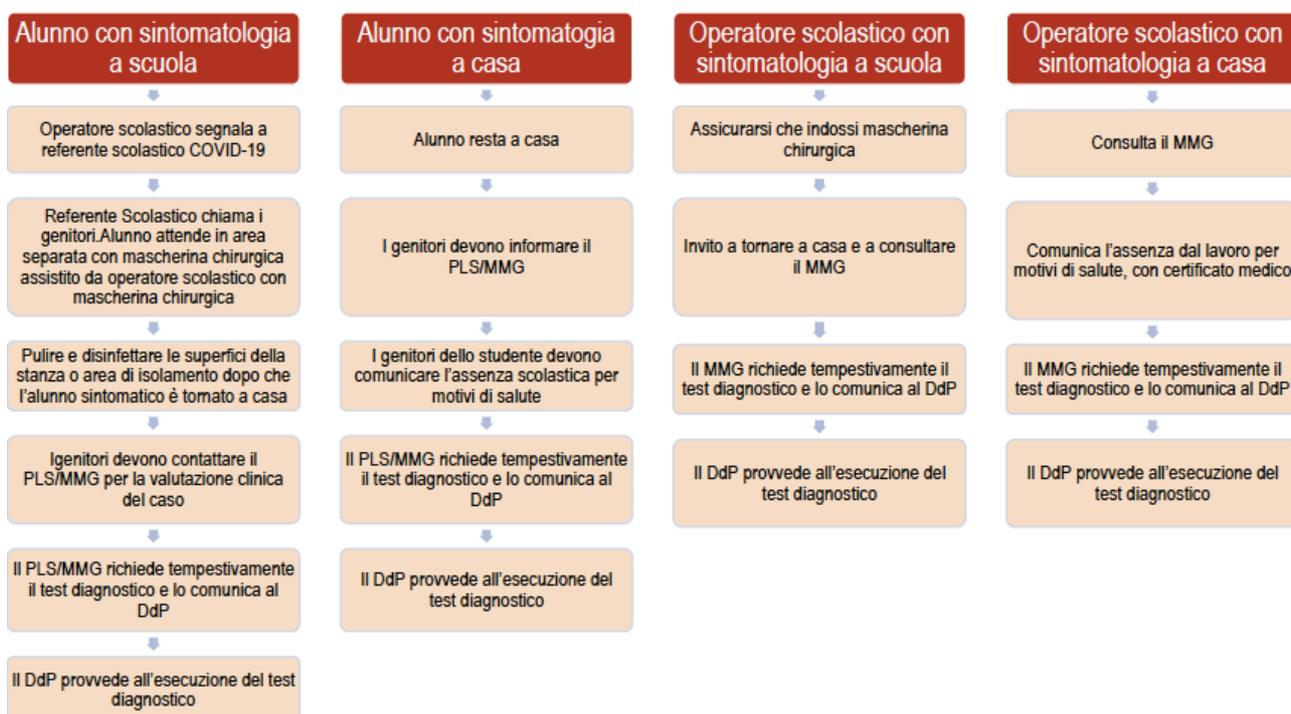 Alunno con sintomatologia
a scuola
Operatore scolastico segnala a
referente scolastico COVID-19
Referente Scolastico chiama i
genitori.Alunno attende in area
separata con mascherina chirurgica
assistito da operatore scolastico con
mascherina chirurgica
Pulire e disinfettare le superfici della
stanza o area di isolamento dopo che
l'alunno sintomatico è tornato a casa
Igenitori devono contattare il
PLS/MMG per la valutazione clinica
del caso
Il PLS/MMG richiede tempestivamente
il test diagnostico e lo comunica al
DdP
Il DdP provvede all'esecuzione del test
diagnostico
Alunno con sintomatogia
a casa
Alunno resta a casa
I genitori devono informare il
PLS/MMG
I genitori dello studente devono
comunicare l'assenza scolastica per
motivi di salute
Il PLS/MMG richiede tempestivamente
il test diagnostico e lo comunica al
DdP
Il DdP provvede all'esecuzione del
test diagnostico
Operatore scolastico con
sintomatologia a scuola
Assicurarsi che indossi mascherina
chirurgica
Invito a tornare a casa e a consultare
il MMG
Il MMG richiede tempestivamente il
test diagnostico e lo comunica al DdP
Il DdP provvede all'esecuzione del
test diagnostico
Operatore scolastico con
sintomatologia a casa
Consulta il MMG
Comunica l'assenza dal lavoro per
motivi di salute, con certificato medico
Il MMG richiede tempestivamente il
test diagnostico e lo comunica al DdP
Il DdP provvede all'esecuzione del
test diagnostico